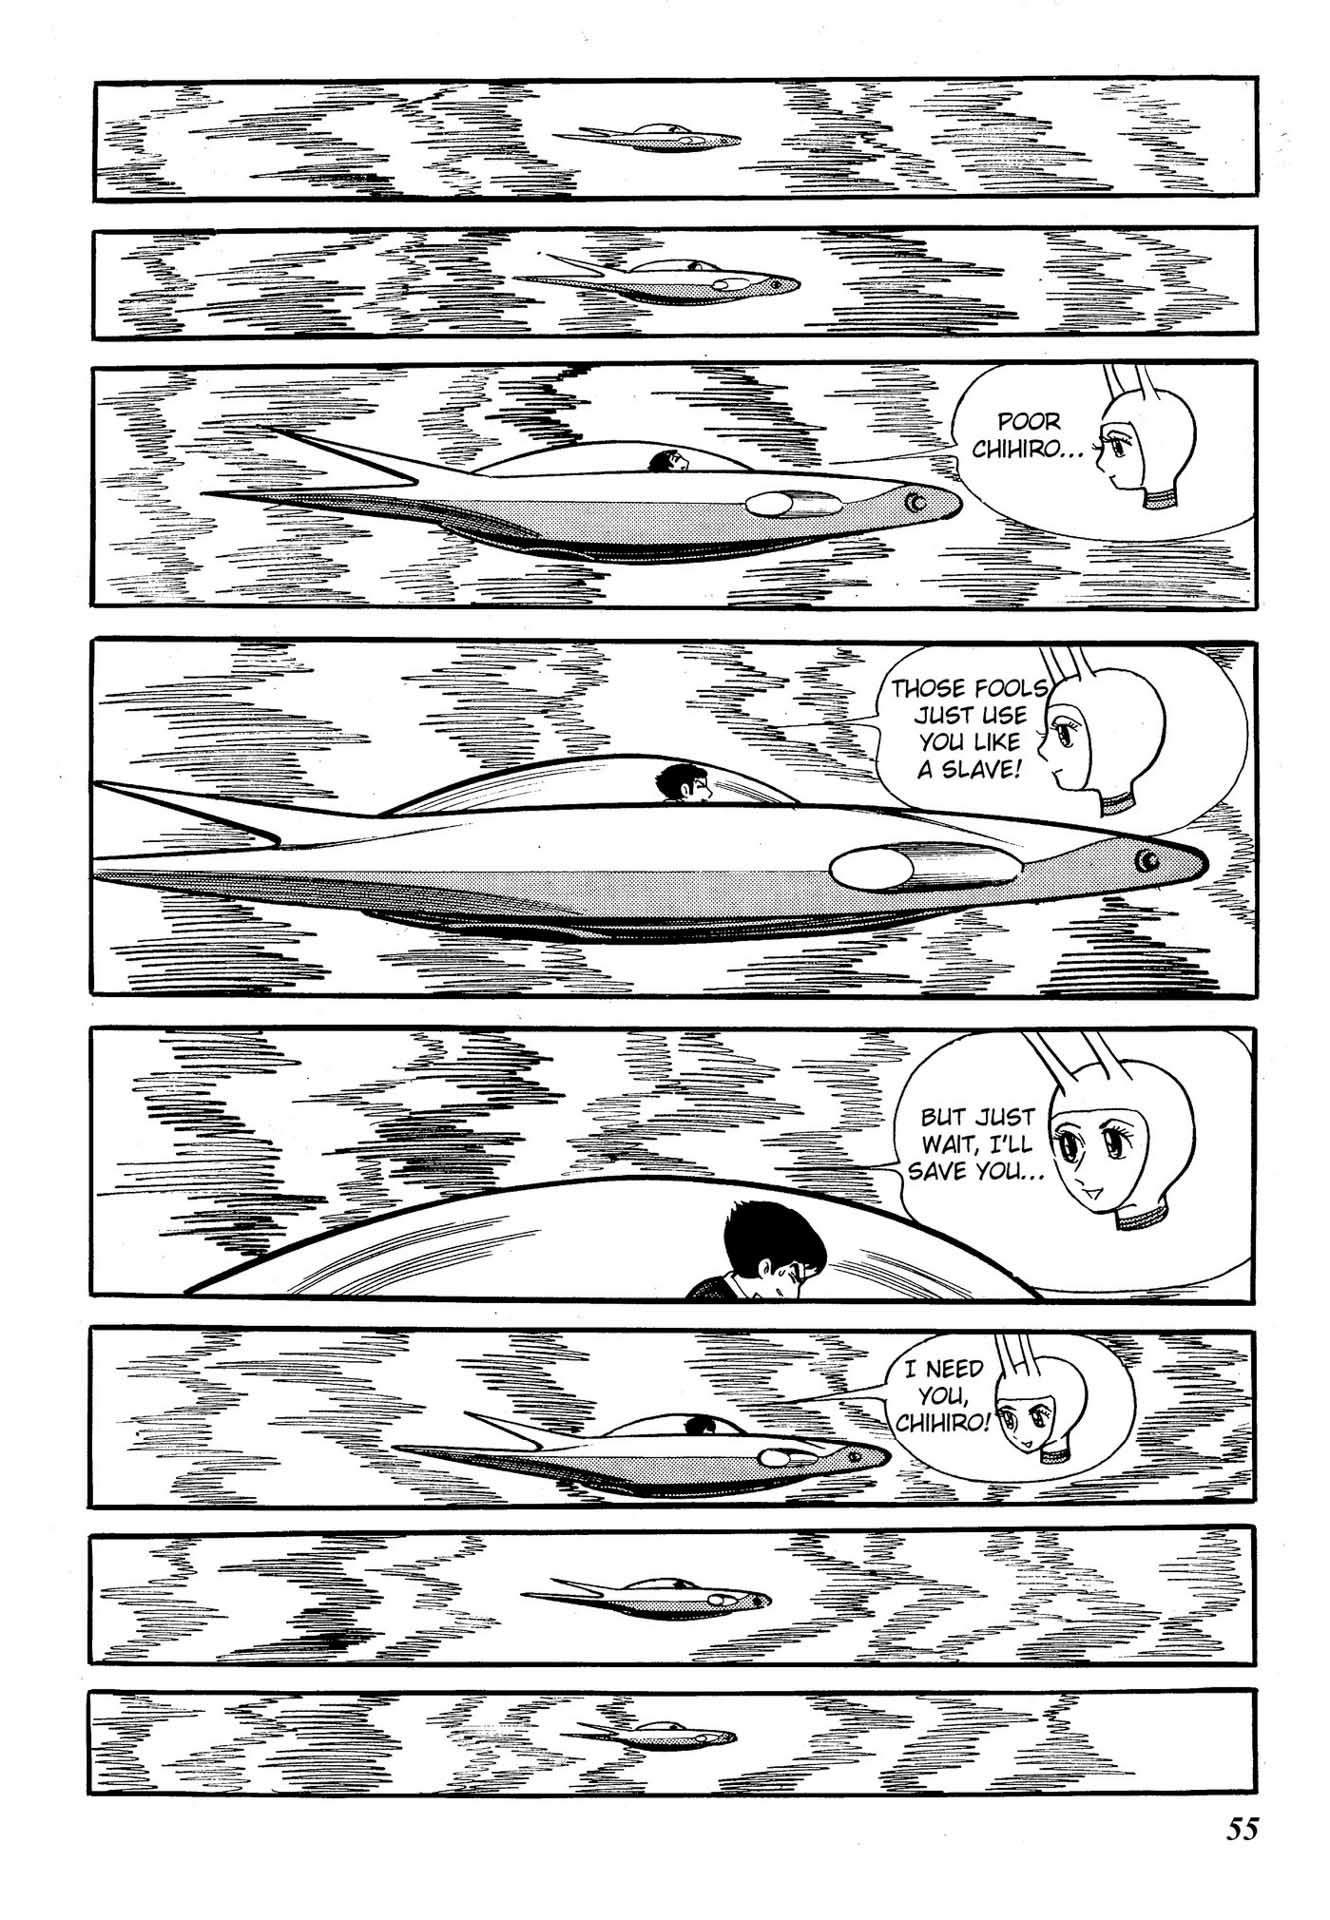 POOR
CHIHIRO...
THOSE FOOLS
JUST USE
YOU LIKE
A SLAVE!
BUT JUST
WAIT, I'LL
SAVE YOU...
I NEED
YOU,
CHIHIRO!
55